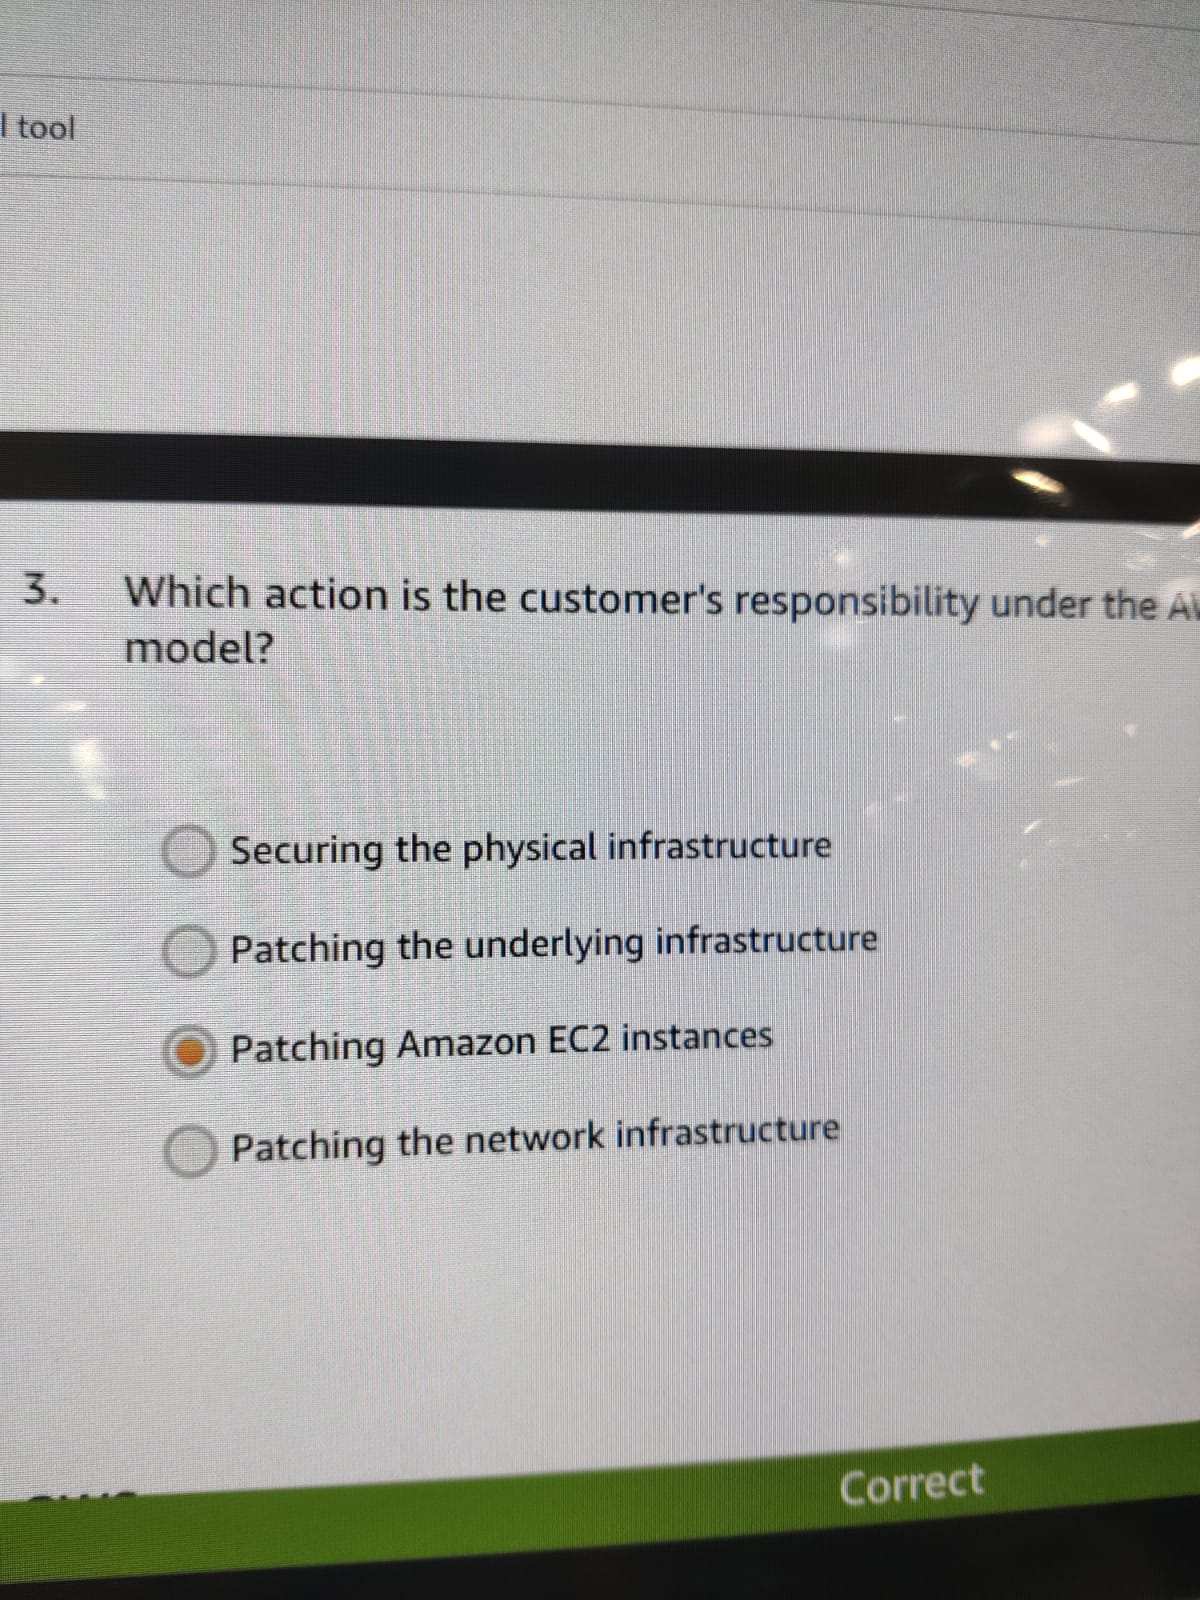 l tool
3. Which action is the customer's responsibility under the
model?
Securing the physical infrastructure
Patching the underlying infrastructure
Patching Amazon EC2 instances
Patching the network infrastructure
Correct